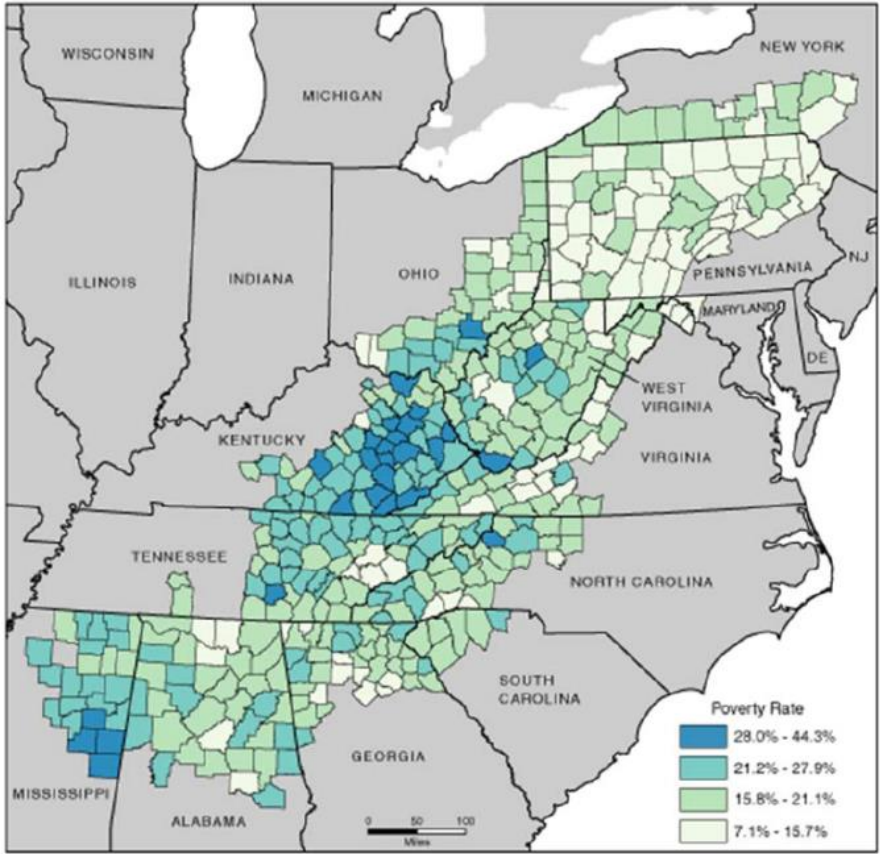 WISCONSIN
NEW YORK
MICHIGAN
ILLINOIS
INDIANA
OHIO
PENNSYLVANIA
NJ
MARYLAND
DE
WEST
VIRGINIA
KENTUCKY
VIRGINIA
TENNESSEE
NORTH CAROLINA
SOUTH
CAROLINA
GEORGIA
MISSISSIPPI
ALABAMA
Poverty Rate
28.0% - 44.3%
21.2% - 27.9%
15.8% - 21.1%
7.1% - 15.7%
0 50 100
Miles